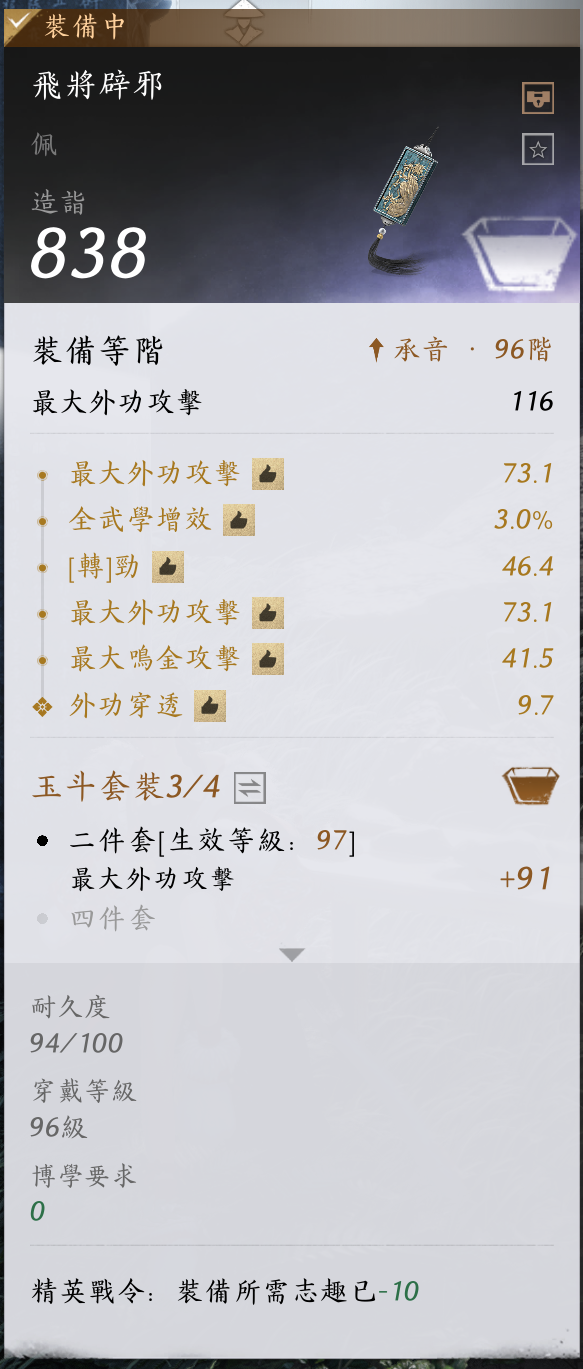 裝備中
飛將辟邪
佩
造詣
838
裝備等階 承音 · 96階
最大外功攻擊 116
最大外功攻擊 73.1
全武學增效 3.0%
[轉]勁 46.4
最大外功攻擊 73.1
最大鳴金攻擊 41.5
外功穿透 9.7
玉斗套裝3/4
二件套[生效等級：97]
最大外功攻擊 +91
四件套
耐久度
94/100
穿戴等級
96級
博學要求
0
精英戰令：裝備所需志趣已-10